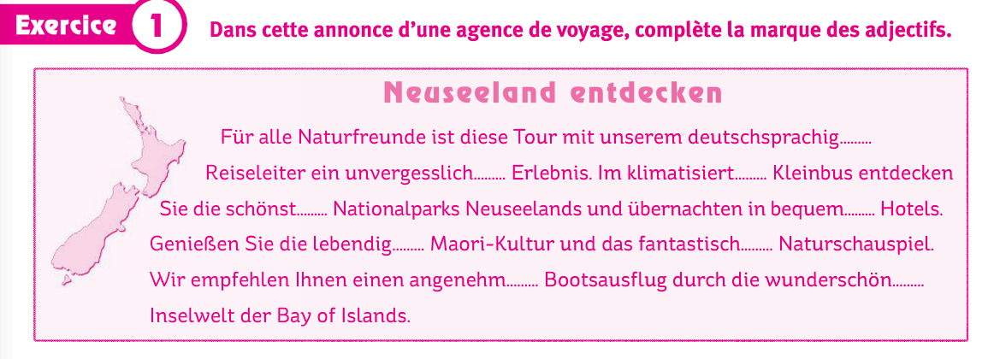 Exercice 1 Dans cette annonce d'une agence de voyage, complète la marque des adjectifs.
Neuseeland entdecken
Für alle Naturfreunde ist diese Tour mit unserem deutschsprachig.........
Reiseleiter ein unvergesslich......... Erlebnis. Im klimatisiert......... Kleinbus entdecken
Sie die schönst......... Nationalparks Neuseelands und übernachten in bequem......... Hotels.
Genießen Sie die lebendig......... Maori-Kultur und das fantastisch......... Naturschauspiel.
Wir empfehlen Ihnen einen angenehm......... Bootsausflug durch die wunderschön.........
Inselwelt der Bay of Islands.